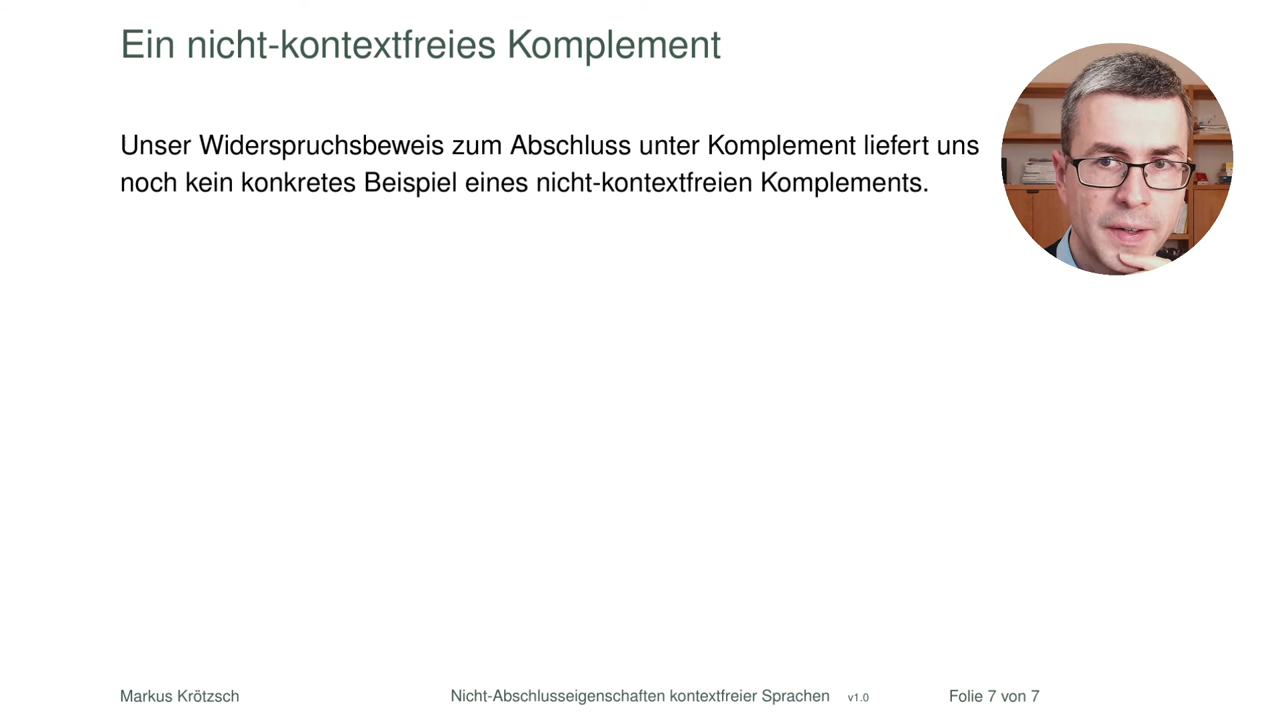 Ein nicht-kontextfreies Komplement
Unser Widerspruchsbeweis zum Abschluss unter Komplement liefert uns
noch kein konkretes Beispiel eines nicht-kontextfreien Komplements.
Markus Krötzsch
Nicht-Abschlusseigenschaften kontextfreier Sprachen v1.0
Folie 7 von 7